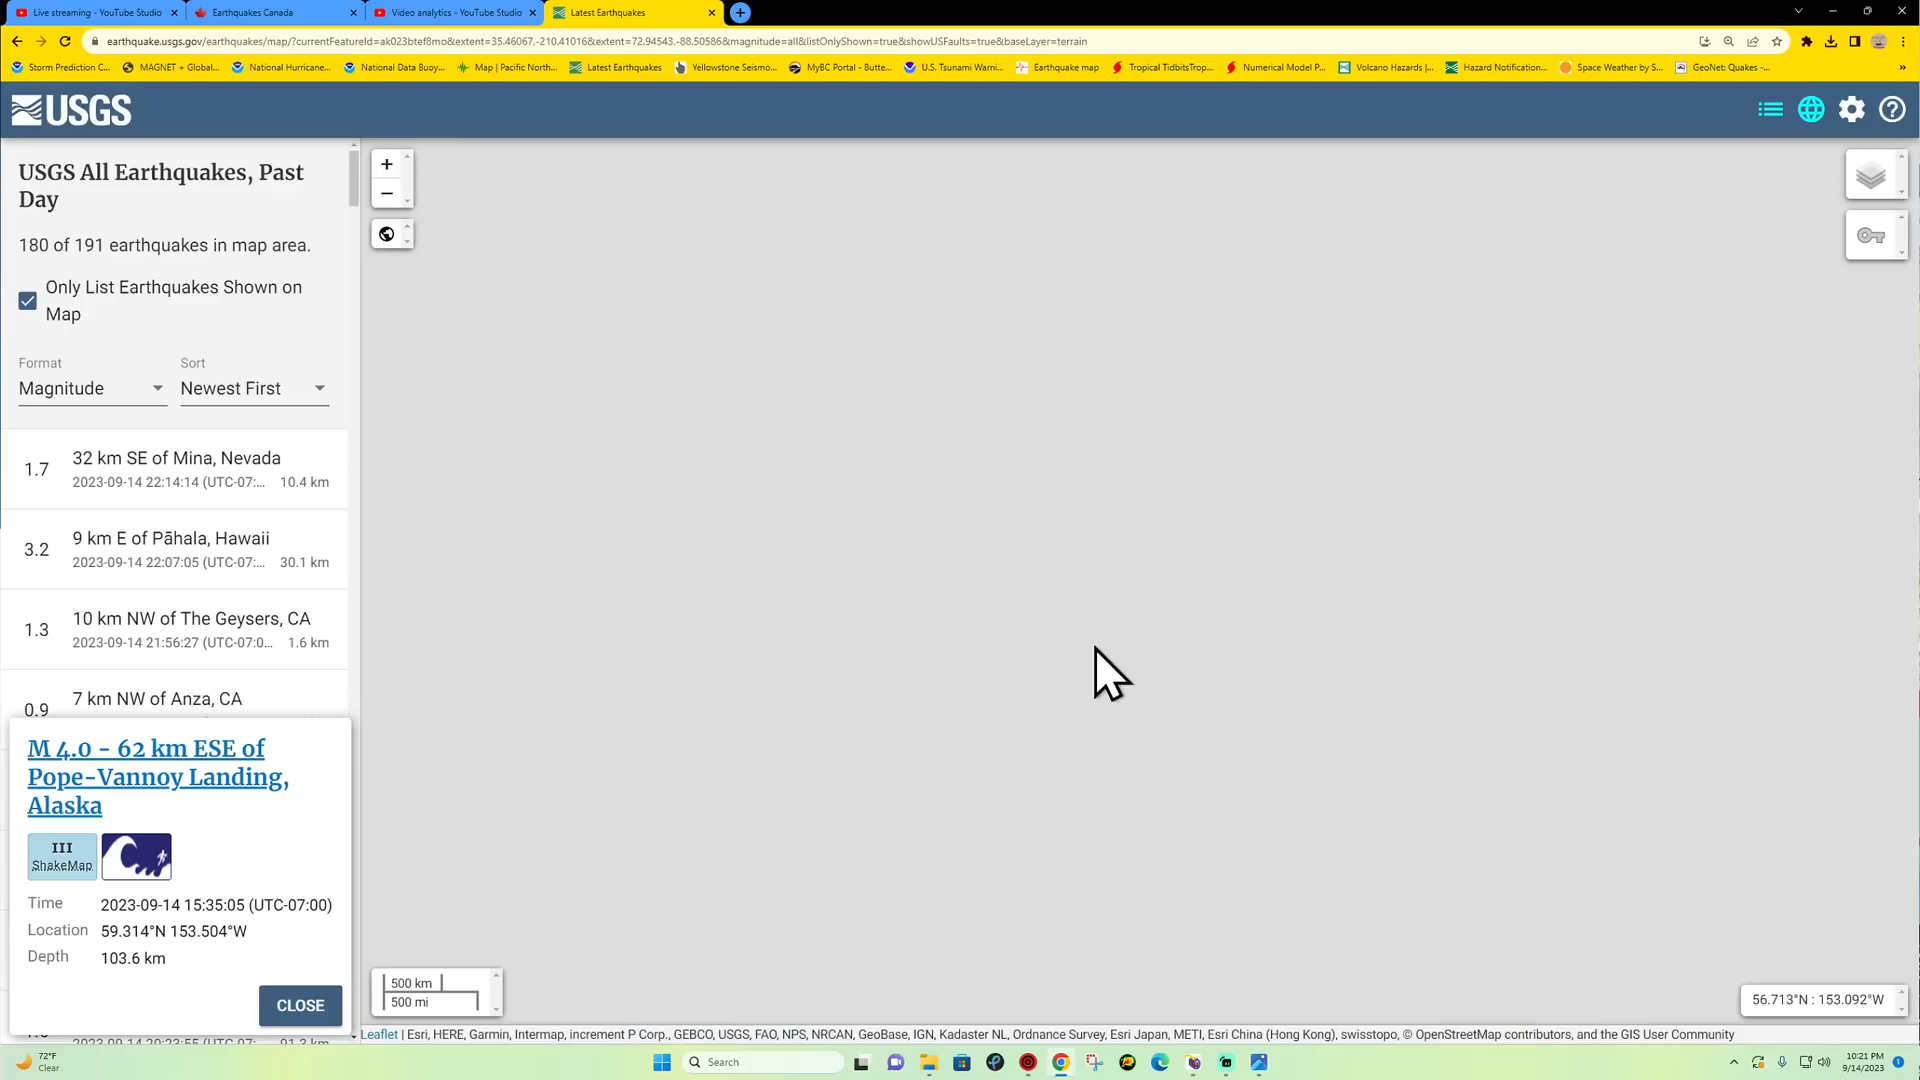 Live streaming - YouTube Studio
Earthquakes Canada
Video analytics - YouTube Studio
Latest Earthquakes
earthquake.usgs.gov/earthquakes/map/?currentFeatureId=ak023btef8mo&extent=35.46067,-210.41016&extent=72.94543,-88.50586&magnitude=all&listOnlyShown=true&showUSFaults=true&baseLayer=terrain
Storm Prediction C...
MAGNET + Global...
National Hurricane...
National Data Buoy...
Map | Pacific North...
Latest Earthquakes
Yellowstone Seismo...
MyBC Portal - Butte...
U.S. Tsunami Warni...
Earthquake map
Tropical TidbitsTrop...
Numerical Model P...
Volcano Hazards |...
Hazard Notification...
Space Weather by S...
GeoNet: Quakes -...
USGS
USGS All Earthquakes, Past
Day
180 of 191 earthquakes in map area.
Only List Earthquakes Shown on
Map
Format
Sort
Magnitude
Newest First
1.7
32 km SE of Mina, Nevada
2023-09-14 22:14:14 (UTC-07:...
10.4 km
3.2
9 km E of Pāhala, Hawaii
2023-09-14 22:07:05 (UTC-07:...
30.1 km
1.3
10 km NW of The Geysers, CA
2023-09-14 21:56:27 (UTC-07:0...
1.6 km
0.9
7 km NW of Anza, CA
M 4.0 - 62 km ESE of
Pope-Vannoy Landing,
Alaska
III
ShakeMap
Time
2023-09-14 15:35:05 (UTC-07:00)
Location
59.314°N 153.504°W
Depth
103.6 km
CLOSE
500 km
500 mi
56.713°N : 153.092°W
Leaflet | Esri, HERE, Garmin, Intermap, increment P Corp., GEBCO, USGS, FAO, NPS, NRCAN, GeoBase, IGN, Kadaster NL, Ordnance Survey, Esri Japan, METI, Esri China (Hong Kong), swisstopo, © OpenStreetMap contributors, and the GIS User Community
72°F
Clear
Search
10:21 PM
9/14/2023
1